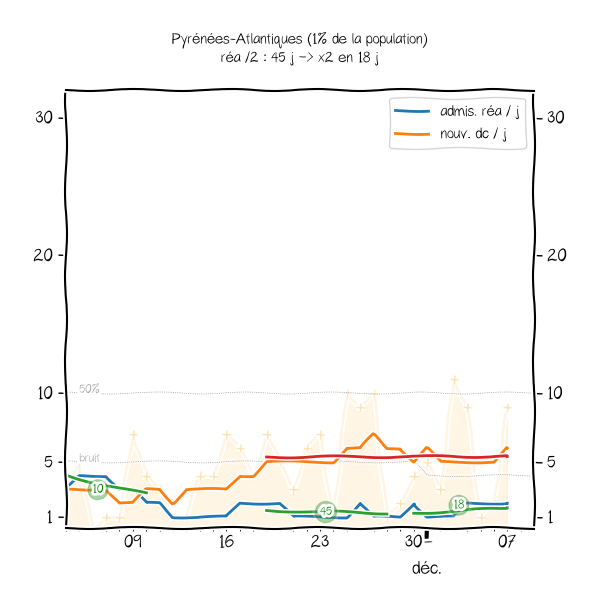 Pyrénées-Atlantiques (1% de la population)
réa /2 : 45 j -> x2 en 18 j
admis. réa / j
nouv. dc / j
30 30
20 20
10 10
50%
5 5
bruit
10
45
18
1 1
09 16 23 30 07
déc.